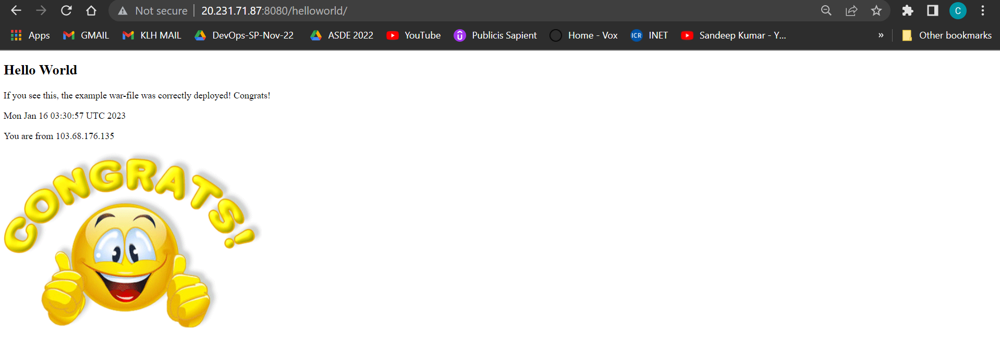 Not secure | 20.231.71.87:8080/helloworld/
C
Apps GMAIL KLH MAIL DevOps-SP-Nov-22 ASDE 2022 YouTube Publicis Sapient Home - Vox ICR INET Sandeep Kumar - Y... » Other bookmarks
Hello World
If you see this, the example war-file was correctly deployed! Congrats!
Mon Jan 16 03:30:57 UTC 2023
You are from 103.68.176.135
CONGRATS!